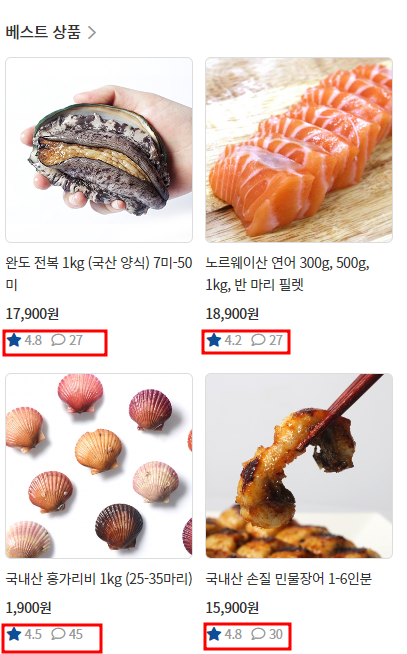 베스트 상품
완도 전복 1kg (국산 양식) 7미-50
미
17,900원
4.8 27
노르웨이산 연어 300g, 500g,
1kg, 반 마리 필렛
18,900원
4.2 27
국내산 홍가리비 1kg (25-35마리)
1,900원
4.5 45
국내산 손질 민물장어 1-6인분
15,900원
4.8 30